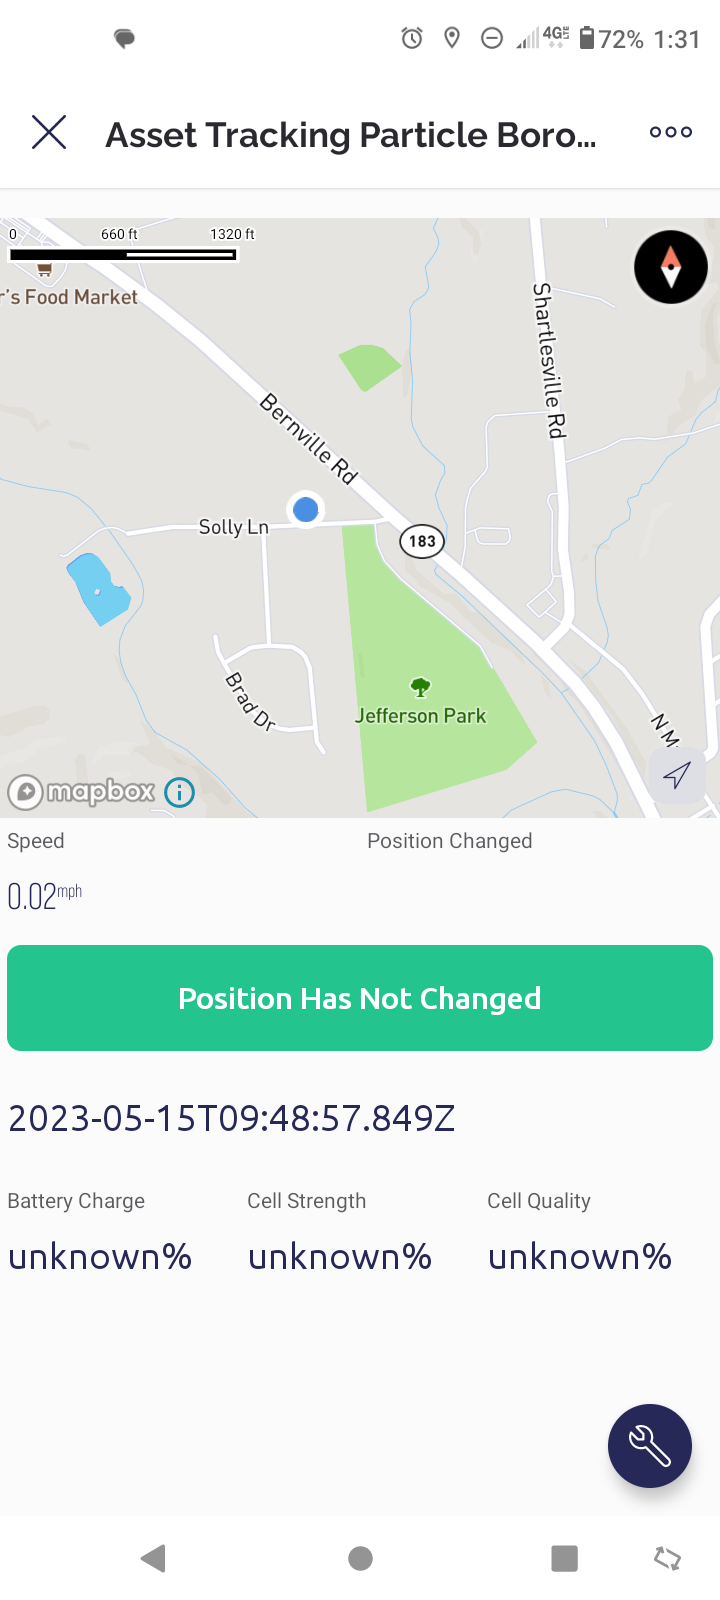 4G LTE 72% 1:31
Asset Tracking Particle Boro...
0 660 ft 1320 ft
r's Food Market
Shartlesville Rd
Bernville Rd
Solly Ln
183
Brad Dr
Jefferson Park
N M
mapbox
Speed Position Changed
0.02mph
Position Has Not Changed
2023-05-15T09:48:57.849Z
Battery Charge Cell Strength Cell Quality
unknown% unknown% unknown%